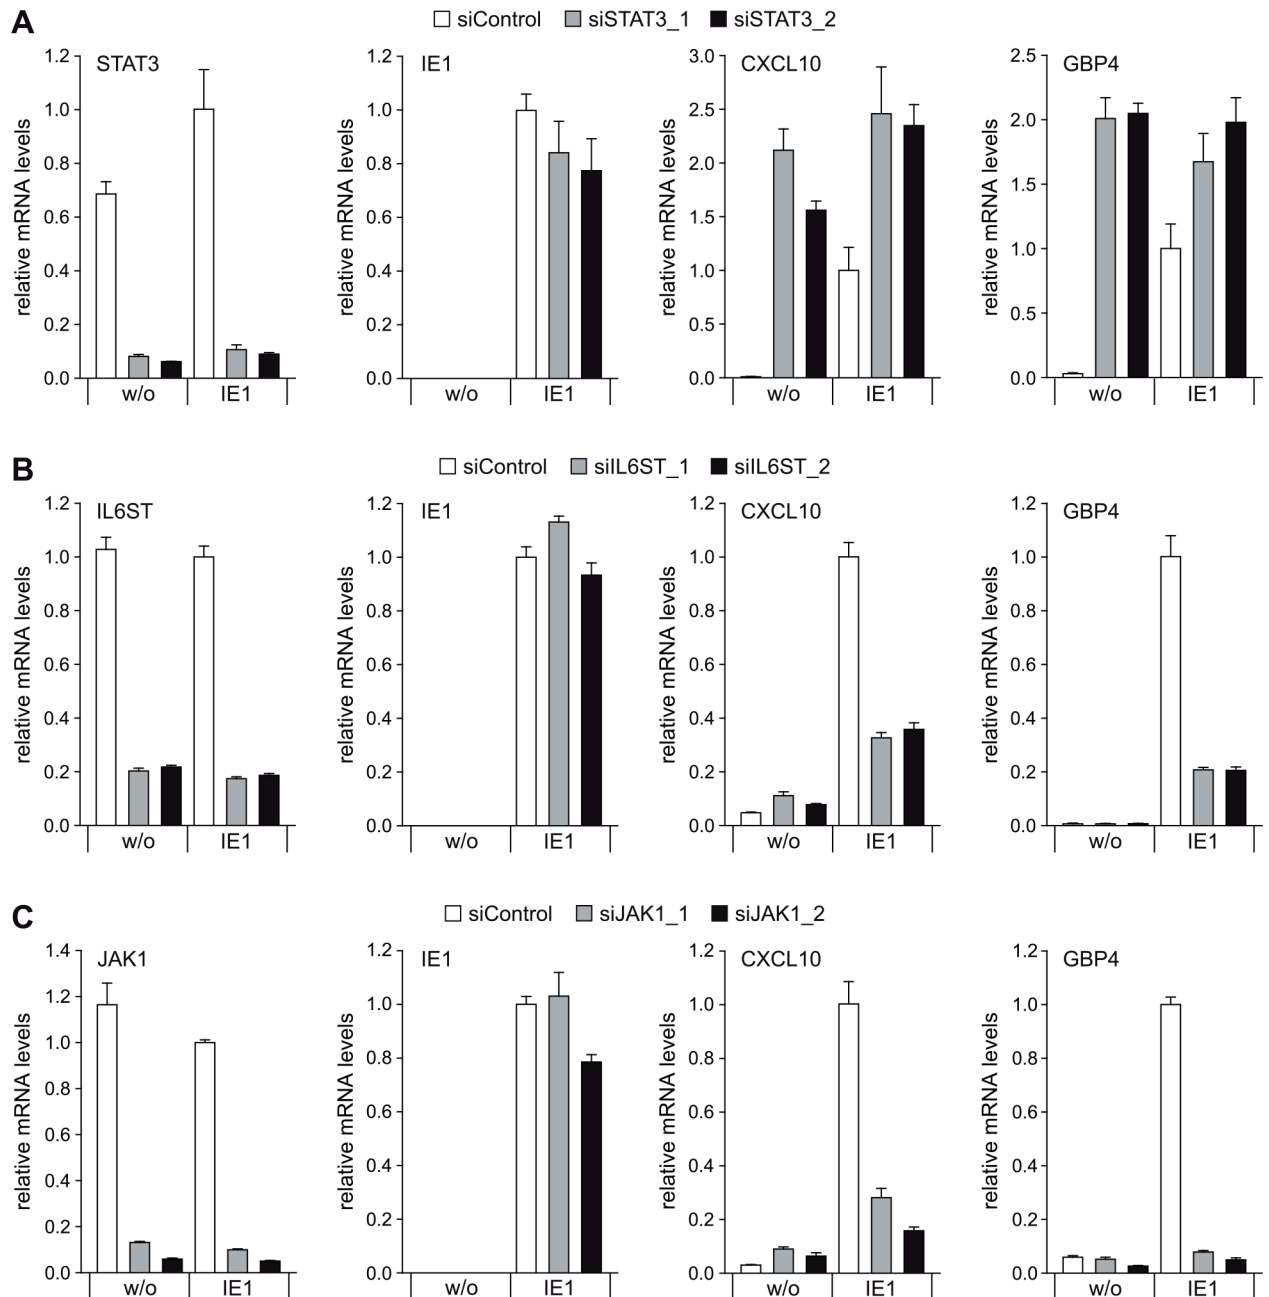 A
siControl siSTAT3_1 siSTAT3_2
STAT3
relative mRNA levels
1.2
1.0
0.8
0.6
0.4
0.2
0.0
w/o IE1
IE1
relative mRNA levels
1.2
1.0
0.8
0.6
0.4
0.2
0.0
w/o IE1
CXCL10
relative mRNA levels
3.0
2.5
2.0
1.5
1.0
0.5
0.0
w/o IE1
GBP4
relative mRNA levels
2.5
2.0
1.5
1.0
0.5
0.0
w/o IE1
B
siControl siIL6ST_1 siIL6ST_2
IL6ST
relative mRNA levels
1.2
1.0
0.8
0.6
0.4
0.2
0.0
w/o IE1
IE1
relative mRNA levels
1.2
1.0
0.8
0.6
0.4
0.2
0.0
w/o IE1
CXCL10
relative mRNA levels
1.2
1.0
0.8
0.6
0.4
0.2
0.0
w/o IE1
GBP4
relative mRNA levels
1.2
1.0
0.8
0.6
0.4
0.2
0.0
w/o IE1
C
siControl siJAK1_1 siJAK1_2
JAK1
relative mRNA levels
1.4
1.2
1.0
0.8
0.6
0.4
0.2
0.0
w/o IE1
IE1
relative mRNA levels
1.2
1.0
0.8
0.6
0.4
0.2
0.0
w/o IE1
CXCL10
relative mRNA levels
1.2
1.0
0.8
0.6
0.4
0.2
0.0
w/o IE1
GBP4
relative mRNA levels
1.2
1.0
0.8
0.6
0.4
0.2
0.0
w/o IE1